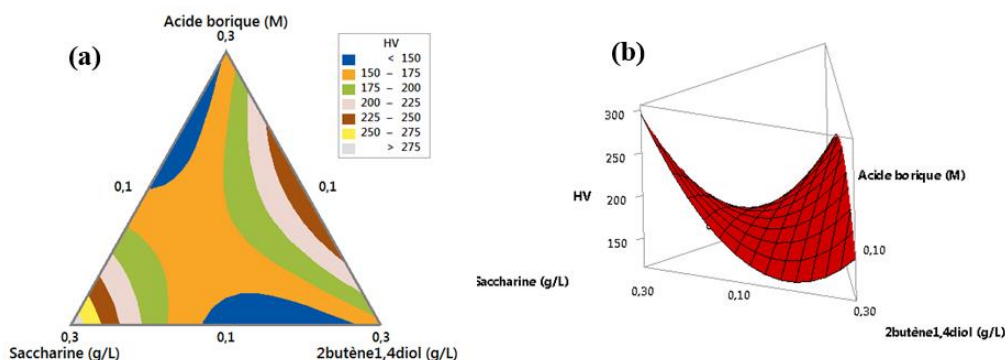 (a)
Acide borique (M)
0,3
HV
< 150
150 – 175
175 – 200
200 – 225
225 – 250
250 – 275
> 275
0,1
0,1
0,3
0,1
0,3
Saccharine (g/L)
2butène1,4diol (g/L)
(b)
300
250
HV
200
150
Acide borique (M)
0,10
Saccharine (g/L)
0,30
0,10
0,30
2butène1,4diol (g/L)